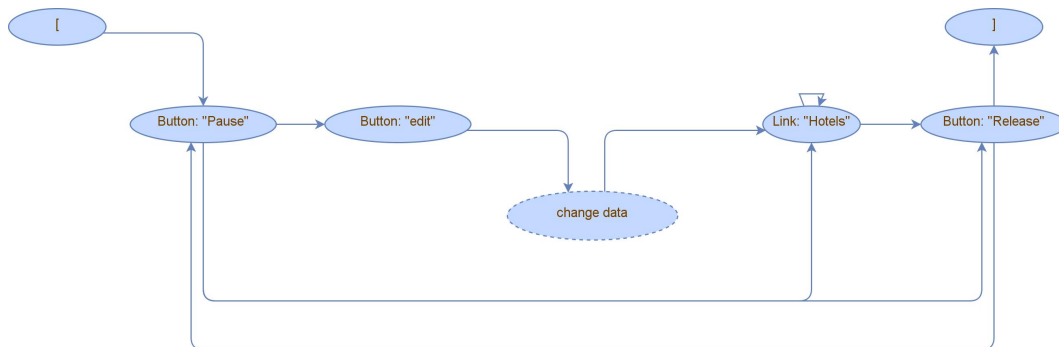 [
]
Button: "Pause"
Button: "edit"
Link: "Hotels"
Button: "Release"
change data